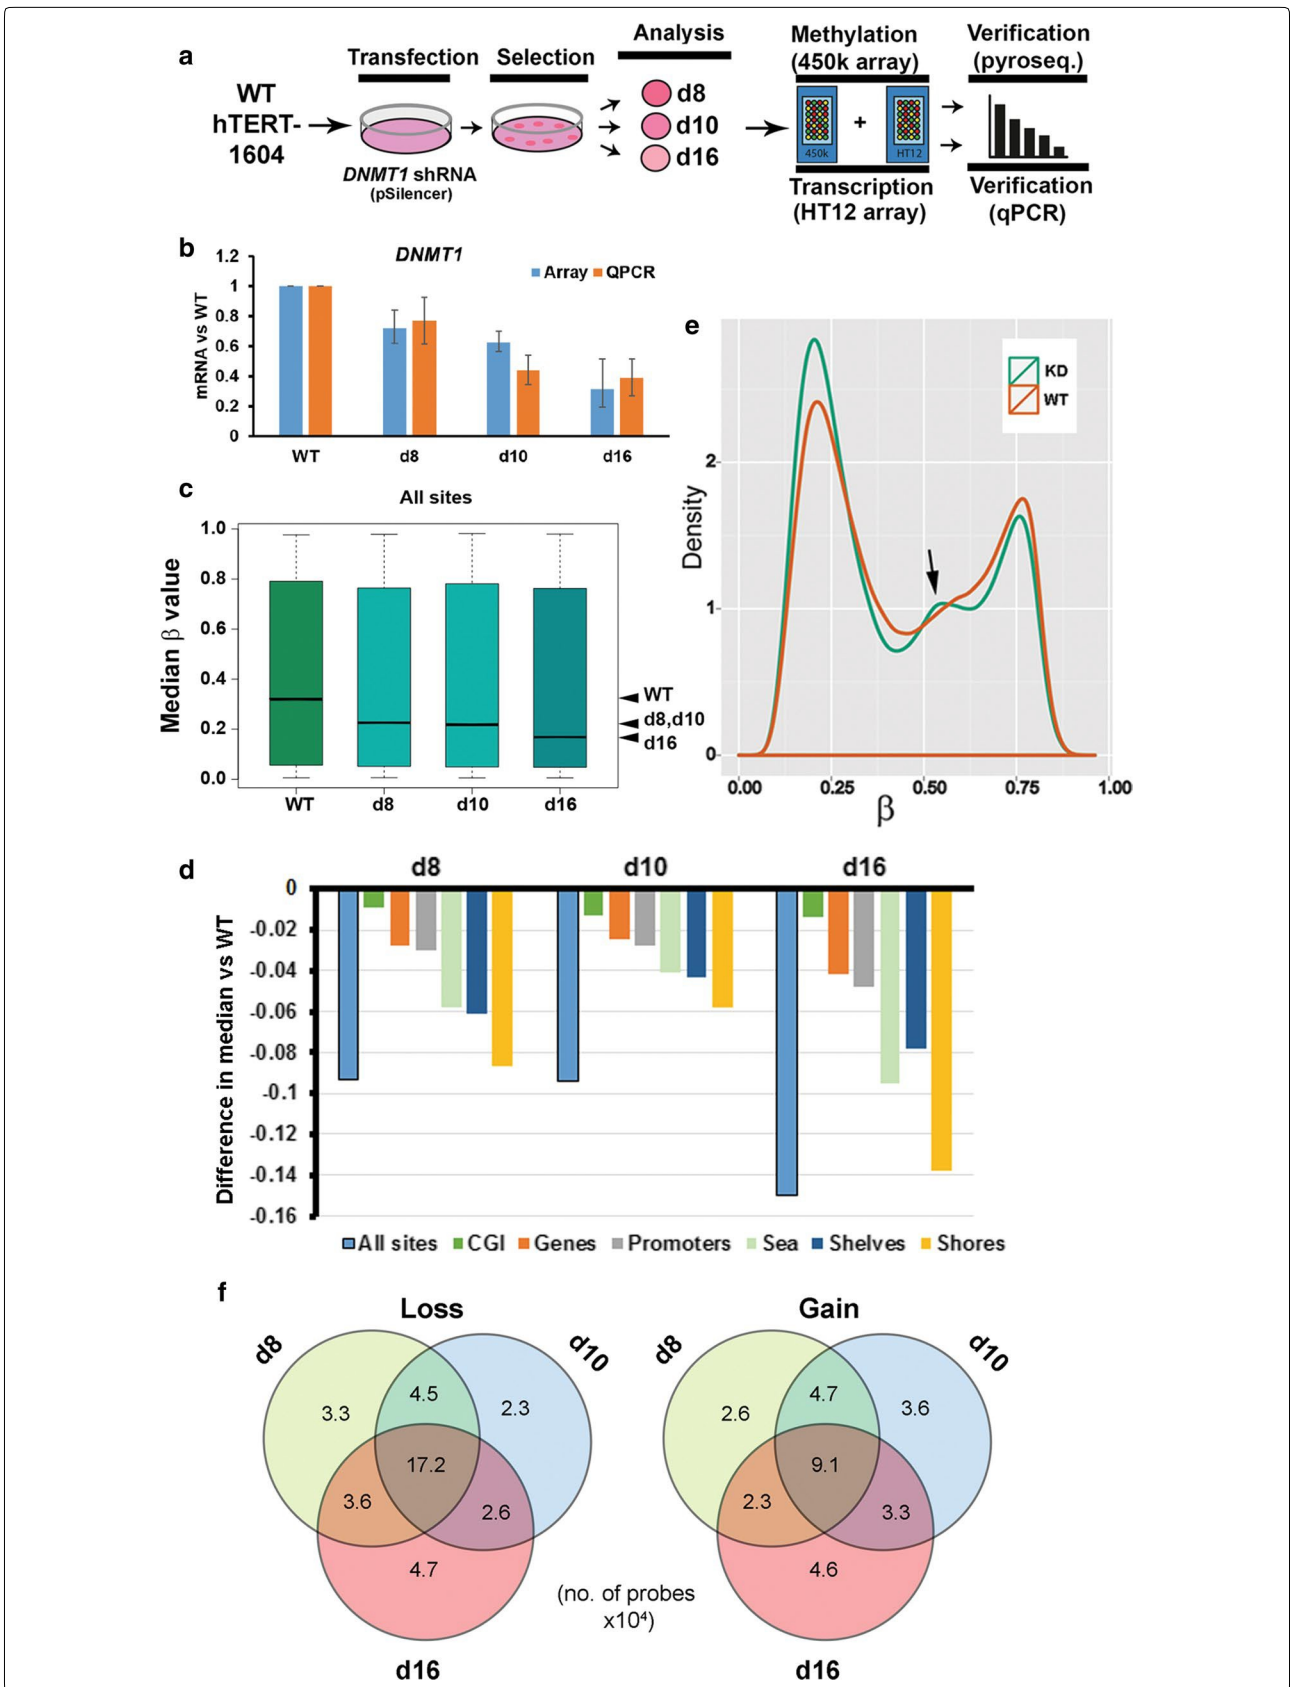 a
WT
hTERT-
1604
Transfection
DNMT1 shRNA
(pSilencer)
Selection
Analysis
d8
d10
d16
Methylation
(450k array)
450k
+
HT12
Transcription
(HT12 array)
Verification
(pyroseq.)
Verification
(qPCR)
b
DNMT1
Array QPCR
mRNA vs WT
1.2
1
0.8
0.6
0.4
0.2
0
WT d8 d10 d16
c
All sites
Median β value
1.0
0.8
0.6
0.4
0.2
0.0
WT d8 d10 d16
WT
d8,d10
d16
e
KD
WT
Density
2
1
0
0.00 0.25 0.50 0.75 1.00
β
d
d8 d10 d16
Difference in median vs WT
0
-0.02
-0.04
-0.06
-0.08
-0.1
-0.12
-0.14
-0.16
All sites CGI Genes Promoters Sea Shelves Shores
f
Loss
d8
d10
3.3
4.5
2.3
17.2
3.6
2.6
4.7
d16
(no. of probes
x10⁴)
Gain
d8
d10
2.6
4.7
3.6
9.1
2.3
3.3
4.6
d16